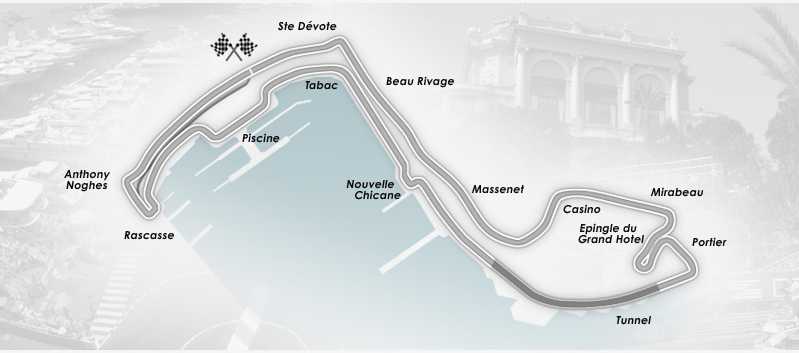 Ste Dévote
Beau Rivage
Tabac
Piscine
Anthony
Noghes
Rascasse
Nouvelle
Chicane
Massenet
Casino
Mirabeau
Epingle du
Grand Hotel
Portier
Tunnel